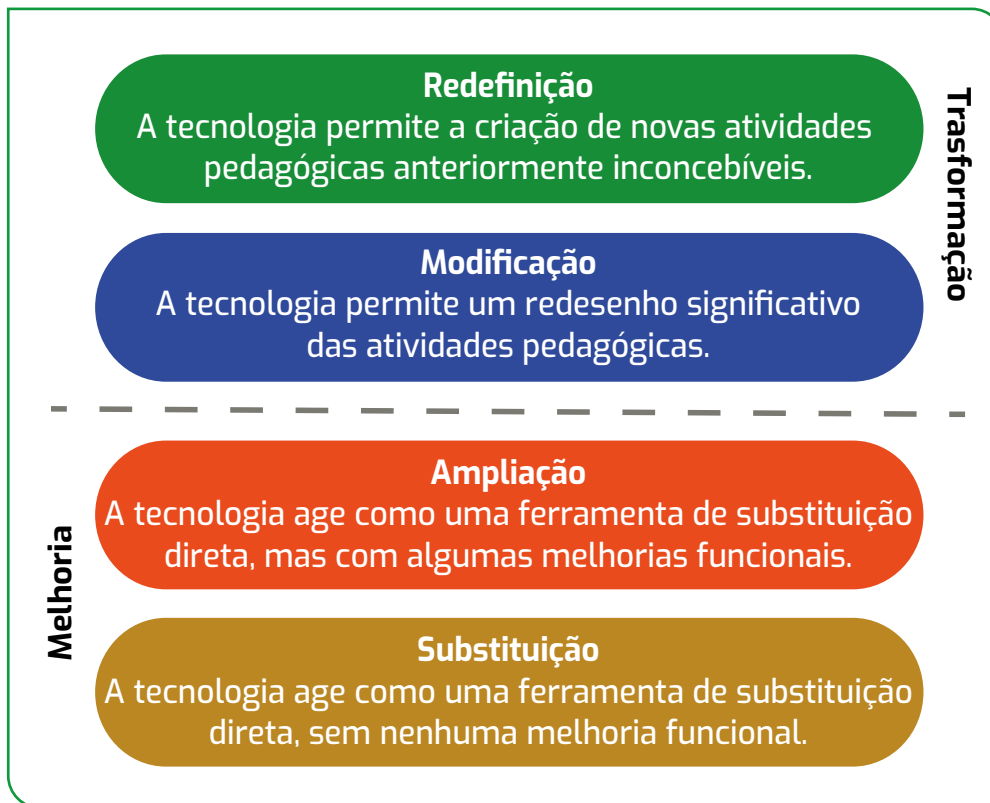 Redefinição
A tecnologia permite a criação de novas atividades
pedagógicas anteriormente inconcebíveis.
Trasformação
Modificação
A tecnologia permite um redesenho significativo
das atividades pedagógicas.
Ampliação
A tecnologia age como uma ferramenta de substituição
direta, mas com algumas melhorias funcionais.
Melhoria
Substituição
A tecnologia age como uma ferramenta de substituição
direta, sem nenhuma melhoria funcional.